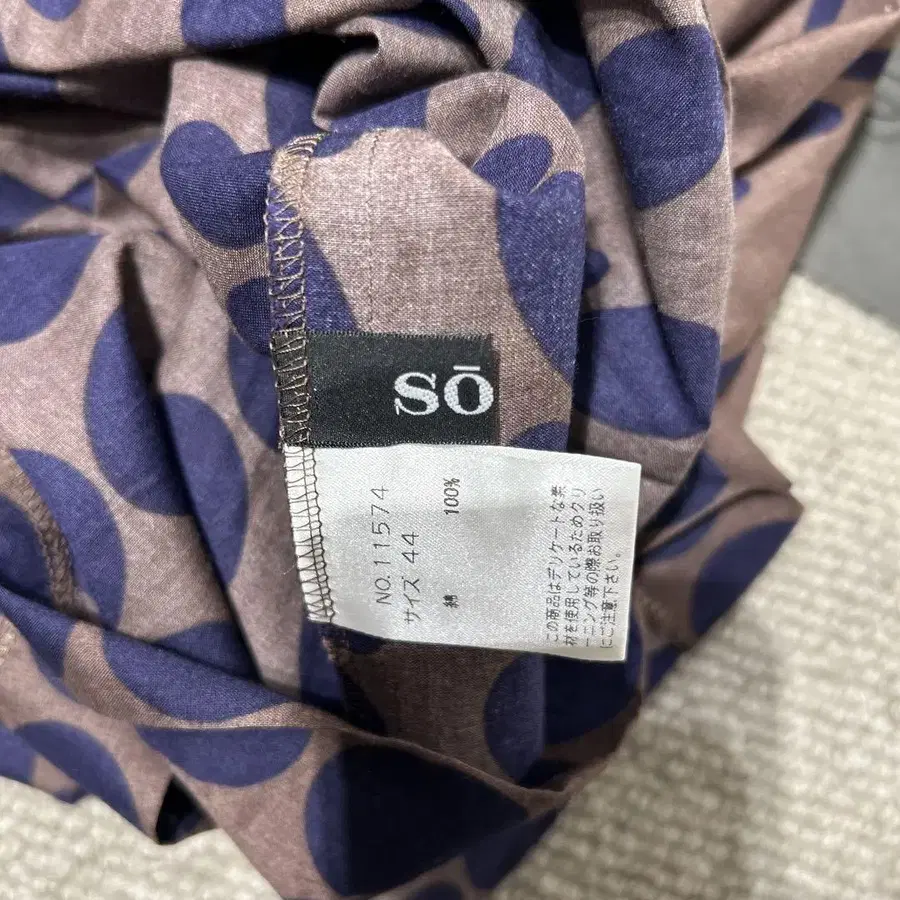 sō
NO.11574
サイズ 44
綿 100%
この商品はデリケートな素
材を使用しているためクリ
ーニング等の際お取り扱い
にご注意下さい。